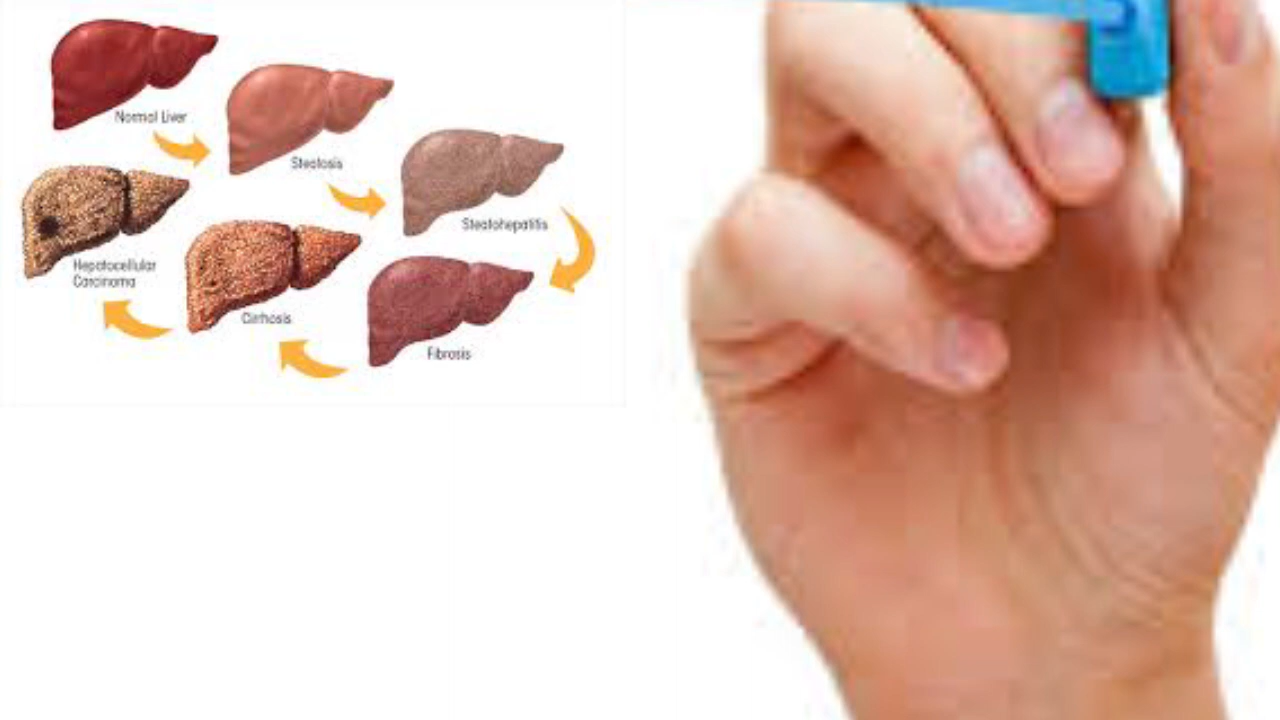 Normal Liver
Steatosis
Steatohepatitis
Fibrosis
Cirrhosis
Hepatocellular
Carcinoma